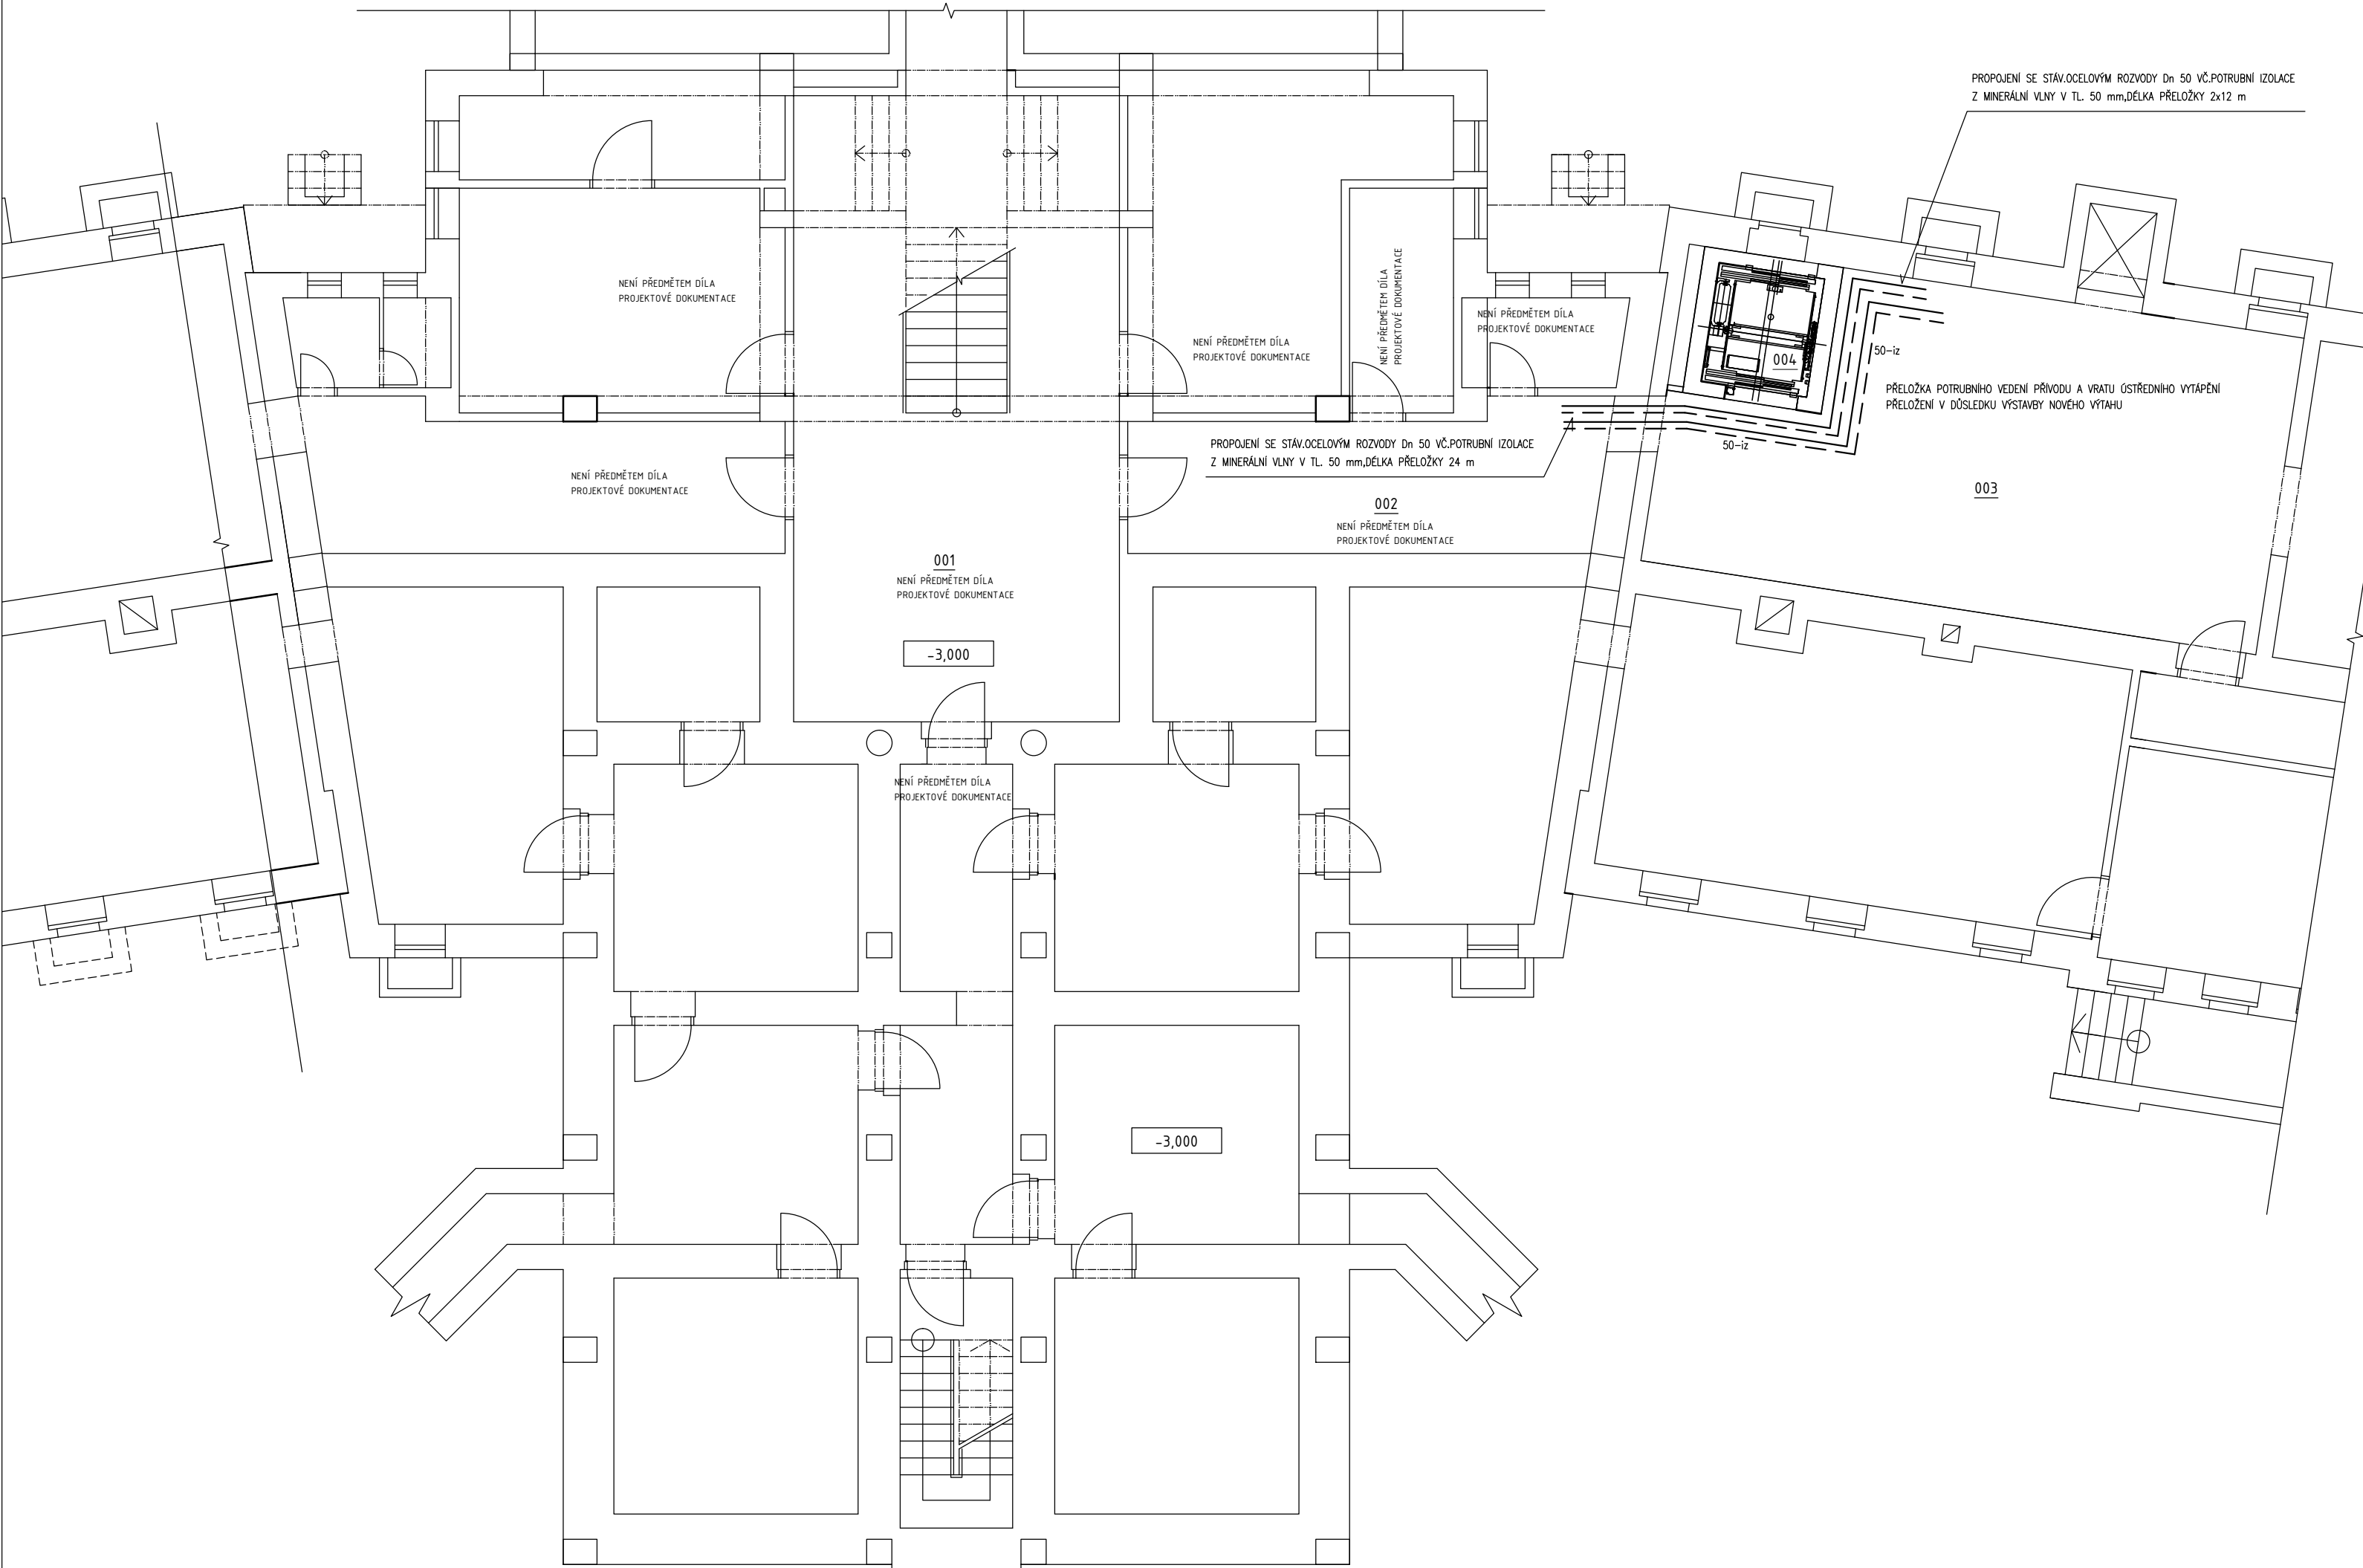 PROPOJENÍ SE STÁV.OCELOVÝM ROZVODY Dn 50 VČ.POTRUBNÍ IZOLACE
Z MINERÁLNÍ VLNY V TL. 50 mm,DÉLKA PŘELOŽKY 2x12 m
NENÍ PŘEDMĚTEM DÍLA
PROJEKTOVÉ DOKUMENTACE
NENÍ PŘEDMĚTEM DÍLA
PROJEKTOVÉ DOKUMENTACE
NENÍ PŘEDMĚTEM DÍLA
PROJEKTOVÉ DOKUMENTACE
NENÍ PŘEDMĚTEM DÍLA
PROJEKTOVÉ DOKUMENTACE
004
50-iz
PŘELOŽKA POTRUBNÍHO VEDENÍ PŘÍVODU A VRATU ÚSTŘEDNÍHO VYTÁPĚNÍ
PŘELOŽENÍ V DŮSLEDKU VÝSTAVBY NOVÉHO VÝTAHU
PROPOJENÍ SE STÁV.OCELOVÝM ROZVODY Dn 50 VČ.POTRUBNÍ IZOLACE
Z MINERÁLNÍ VLNY V TL. 50 mm,DÉLKA PŘELOŽKY 24 m
50-iz
NENÍ PŘEDMĚTEM DÍLA
PROJEKTOVÉ DOKUMENTACE
003
002
NENÍ PŘEDMĚTEM DÍLA
PROJEKTOVÉ DOKUMENTACE
001
NENÍ PŘEDMĚTEM DÍLA
PROJEKTOVÉ DOKUMENTACE
-3,000
NENÍ PŘEDMĚTEM DÍLA
PROJEKTOVÉ DOKUMENTACE
-3,000